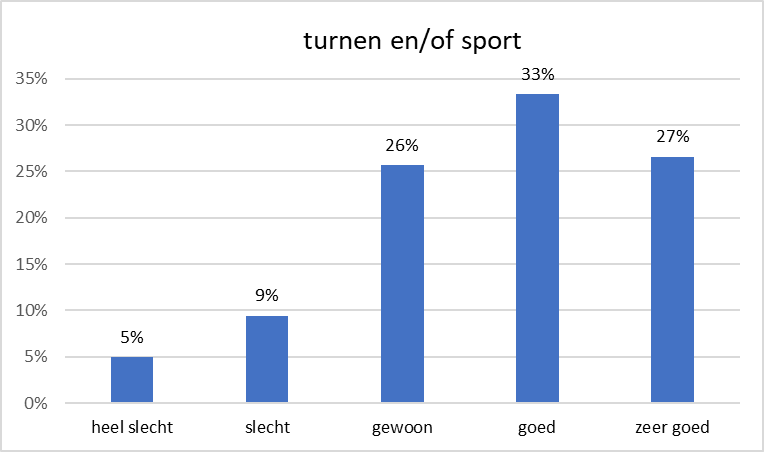 turnen en/of sport
35%
30%
25%
20%
15%
10%
5%
0%
5%
9%
26%
33%
27%
heel slecht
slecht
gewoon
goed
zeer goed